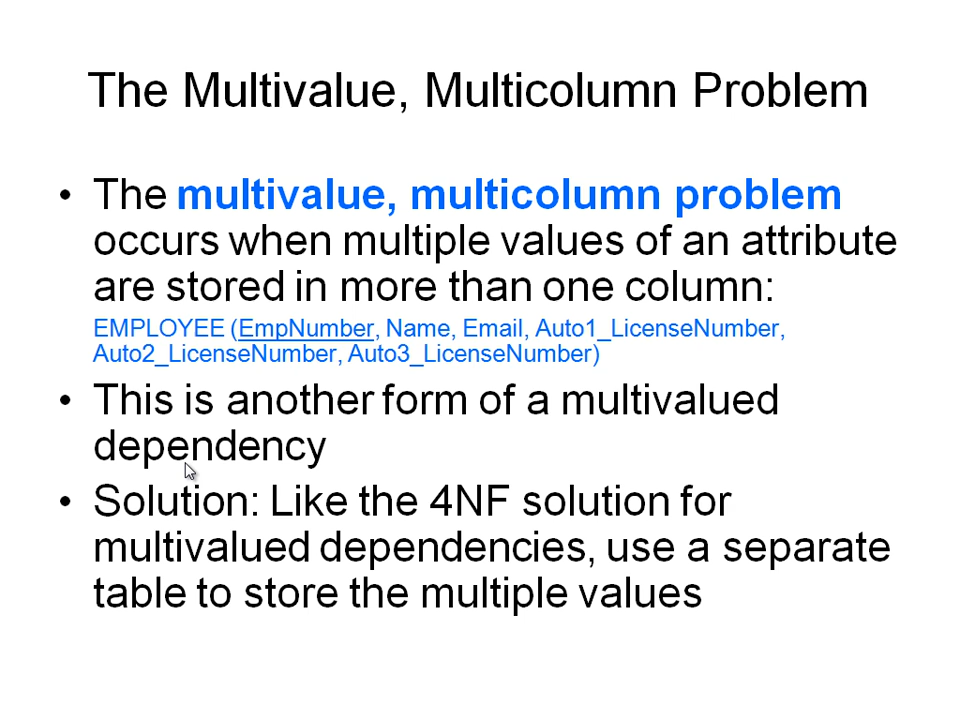 The Multivalue, Multicolumn Problem
• The multivalue, multicolumn problem
occurs when multiple values of an attribute
are stored in more than one column:
EMPLOYEE (EmpNumber, Name, Email, Auto1_LicenseNumber,
Auto2_LicenseNumber, Auto3_LicenseNumber)
• This is another form of a multivalued
dependency
• Solution: Like the 4NF solution for
multivalued dependencies, use a separate
table to store the multiple values